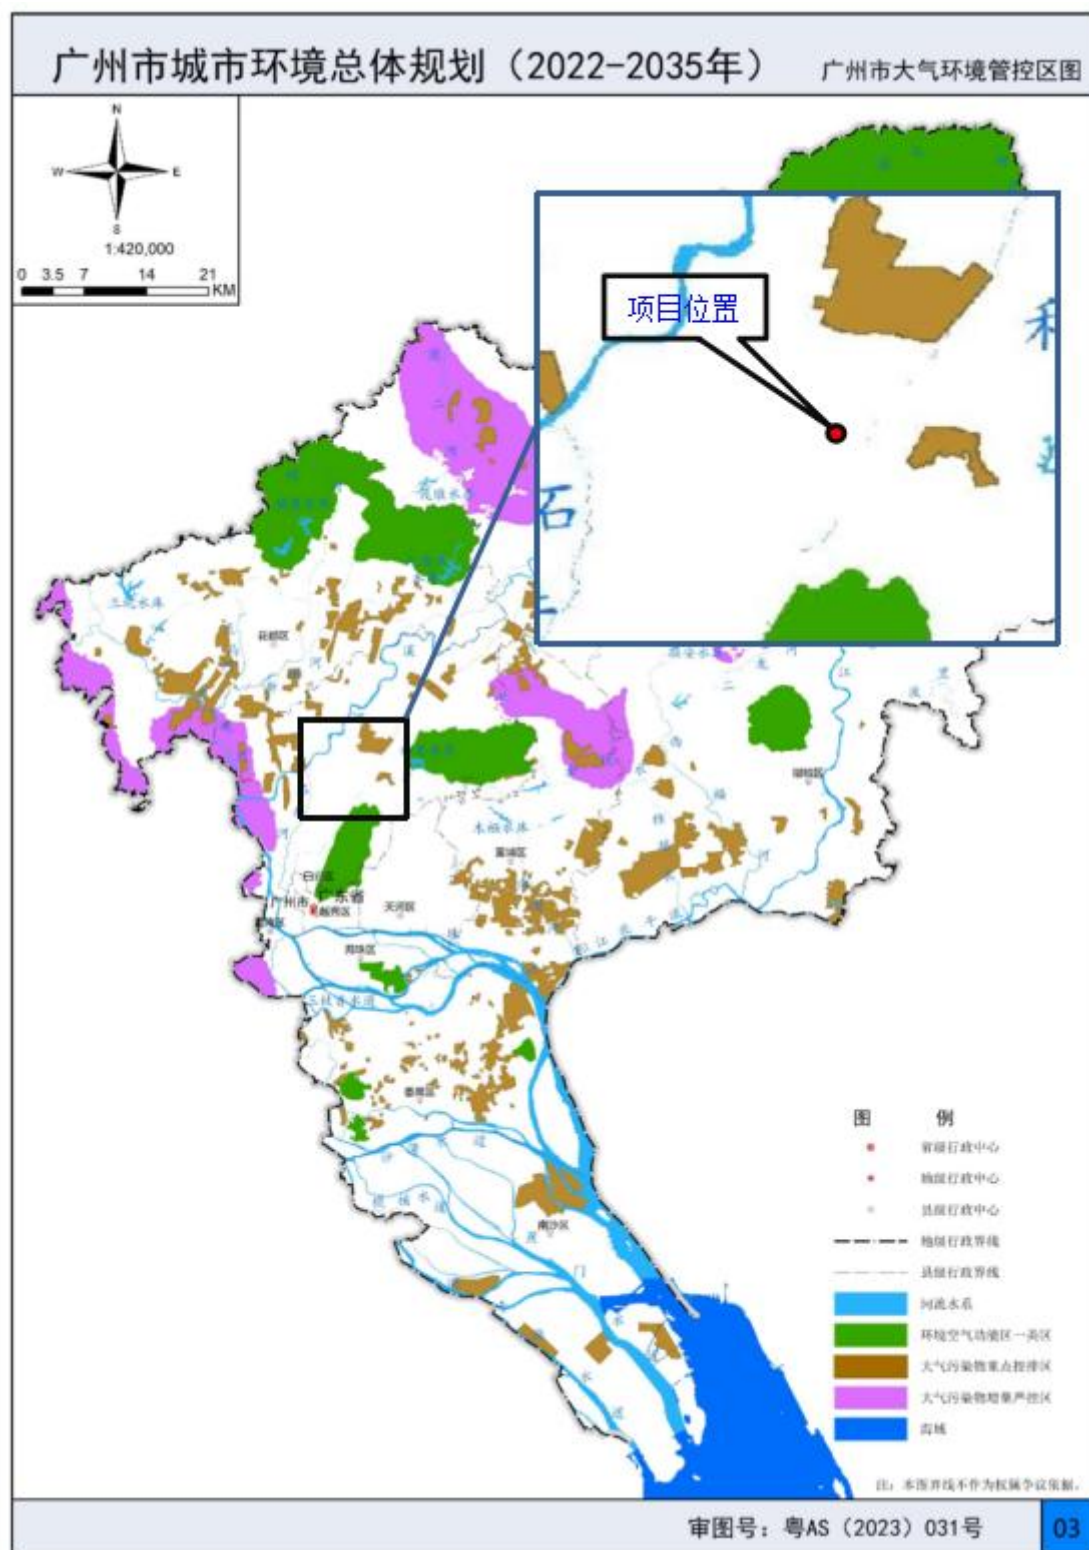 广州市城市环境总体规划（2022-2035年）
广州市大气环境管控区图
N
W
E
S
1:420,000
0 3.5 7 14 21
KM
项目位置
石
花都区
三坑水库
木强水库
黄埔区
增城区
白云区
广州市
广东省
越秀区
天河区
海珠区
番禺区
南沙区
图 例
省级行政中心
地级行政中心
县级行政中心
地级行政界线
县级行政界线
河流水系
环境空气功能区一类区
大气污染物重点控排区
大气污染物增量严控区
海域
注：本图界线不作为权属争议依据。
审图号：粤AS（2023）031号
03